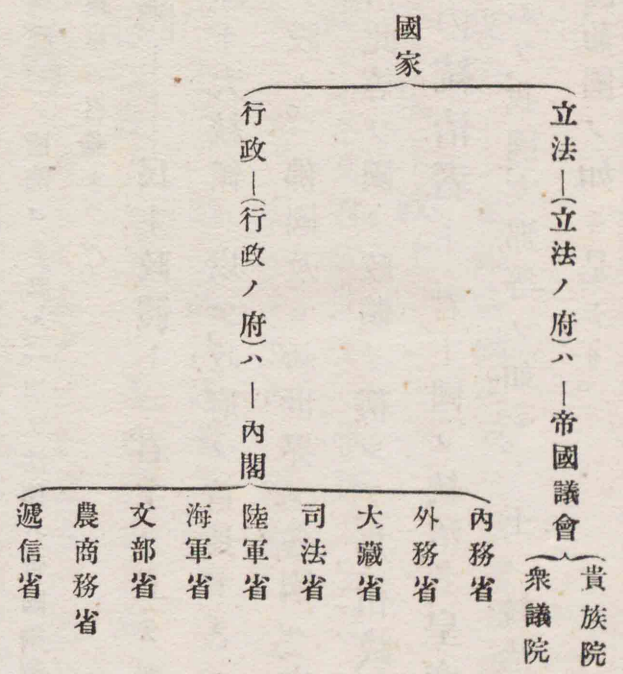 國家
立法―(立法ノ府)ハ―帝國議會
貴族院
衆議院
行政―(行政ノ府)ハ―內閣
內務省
外務省
大藏省
司法省
陸軍省
海軍省
文部省
農商務省
遞信省